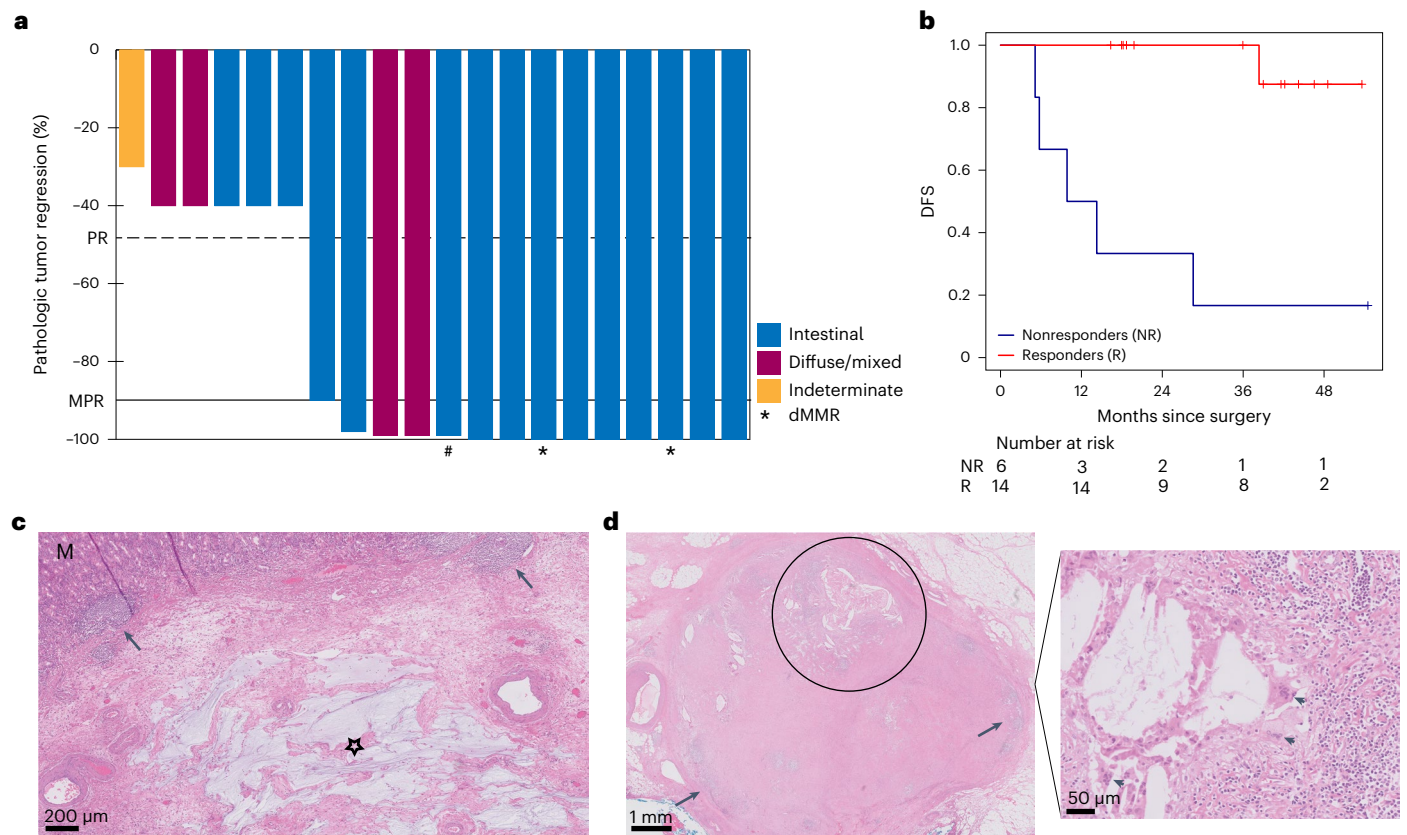 a
Pathologic tumor regression (%)
0
–20
–40
PR
–60
–80
MPR
–100
#
*
*
Intestinal
Diffuse/mixed
Indeterminate
* dMMR
b
DFS
1.0
0.8
0.6
0.4
0.2
0
Nonresponders (NR)
Responders (R)
0 12 24 36 48
Months since surgery
Number at risk
NR 6 3 2 1 1
R 14 14 9 8 2
c
M
200 µm
d
1 mm
50 µm